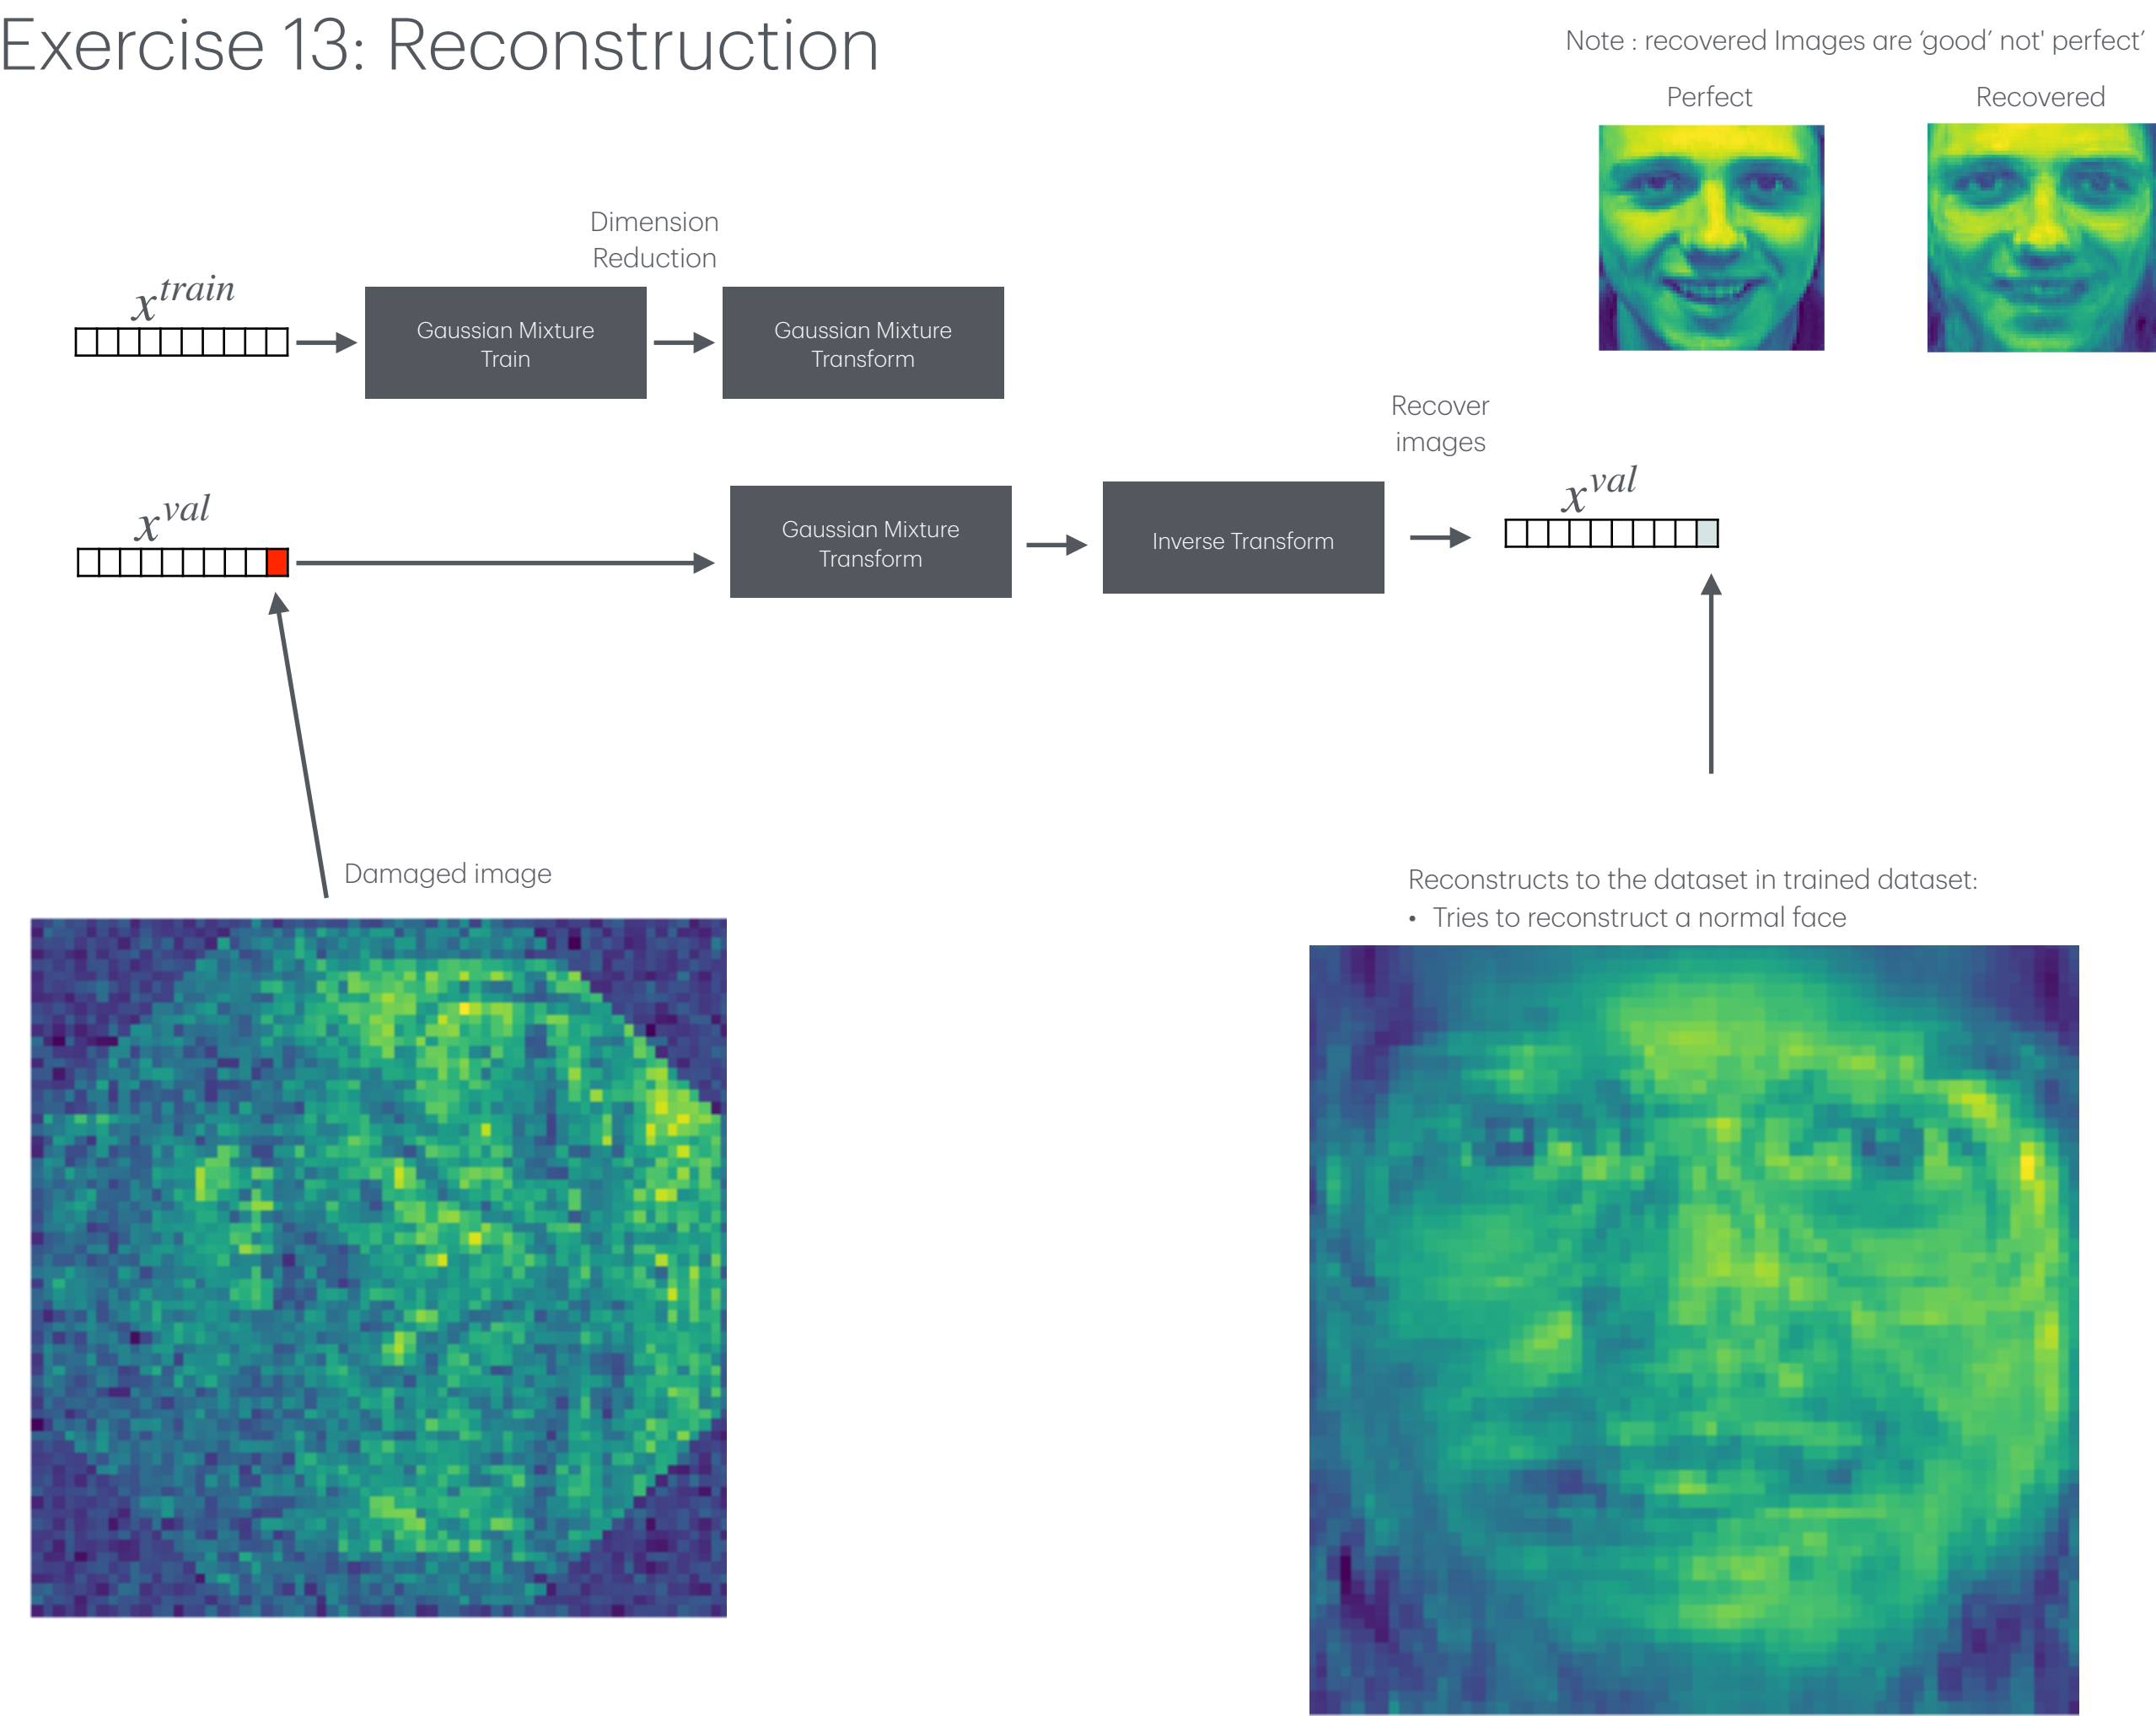 Exercise 13: Reconstruction
Note : recovered Images are ‘good’ not' perfect’
Perfect
Recovered
Dimension
Reduction
x^train
Gaussian Mixture
Train
Gaussian Mixture
Transform
Recover
images
x^val
Gaussian Mixture
Transform
Inverse Transform
x^val
Damaged image
Reconstructs to the dataset in trained dataset:
• Tries to reconstruct a normal face